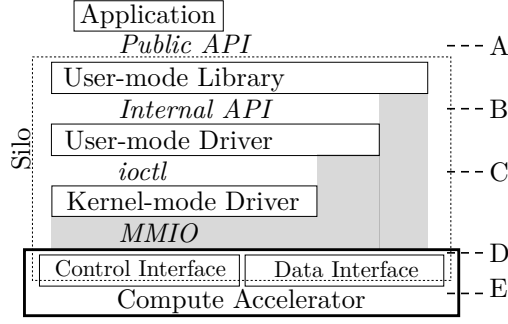 Application
Public API
A
User-mode Library
Internal API
B
User-mode Driver
Silo
ioctl
C
Kernel-mode Driver
MMIO
D
Control Interface
Data Interface
E
Compute Accelerator